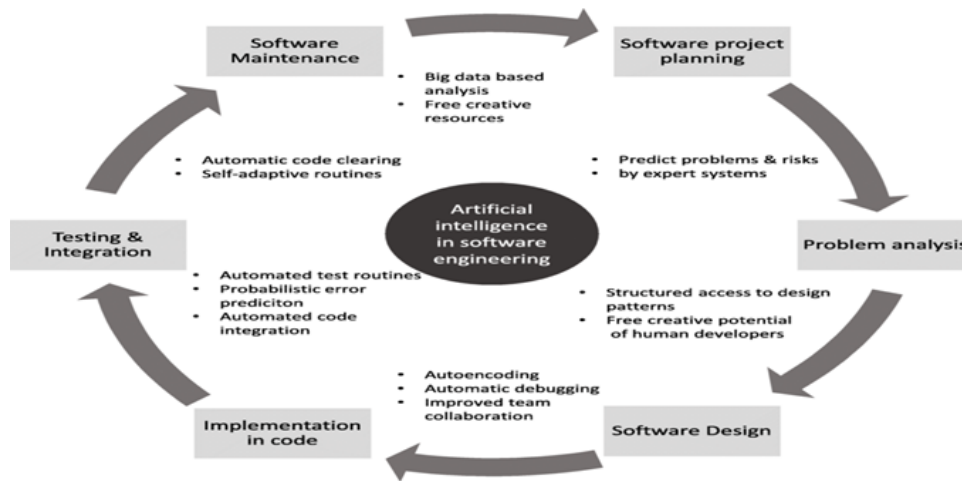 Software
Maintenance
Software project
planning
• Big data based
analysis
• Free creative
resources
• Automatic code clearing
• Self-adaptive routines
• Predict problems & risks
• by expert systems
Artificial
intelligence
in software
engineering
Testing &
Integration
Problem analysis
• Automated test routines
• Probabilistic error
prediciton
• Automated code
integration
• Structured access to design
patterns
• Free creative potential
of human developers
• Autoencoding
• Automatic debugging
• Improved team
collaboration
Implementation
in code
Software Design